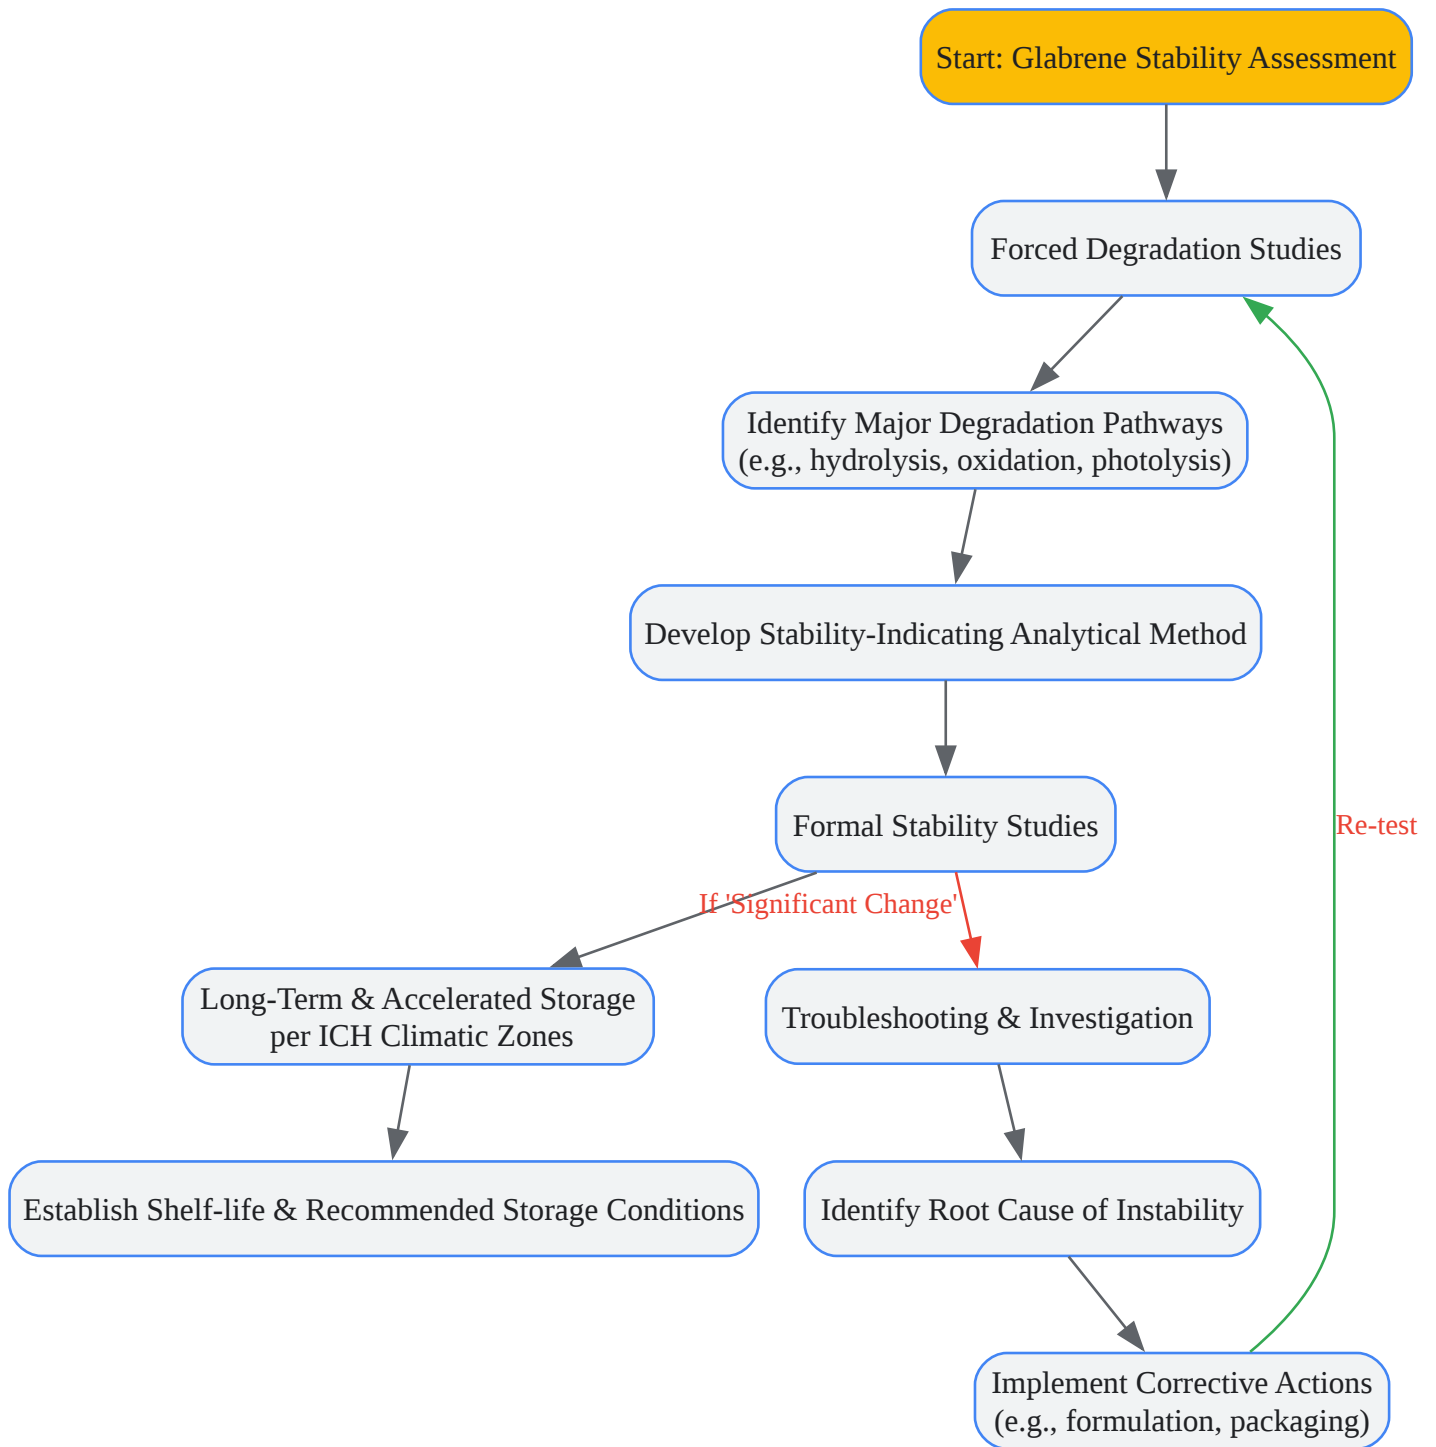 Start: Glabrene Stability Assessment
Forced Degradation Studies
Identify Major Degradation Pathways
(e.g., hydrolysis, oxidation, photolysis)
Develop Stability-Indicating Analytical Method
Formal Stability Studies
Re-test
If 'Significant Change'
Long-Term & Accelerated Storage
per ICH Climatic Zones
Troubleshooting & Investigation
Establish Shelf-life & Recommended Storage Conditions
Identify Root Cause of Instability
Implement Corrective Actions
(e.g., formulation, packaging)